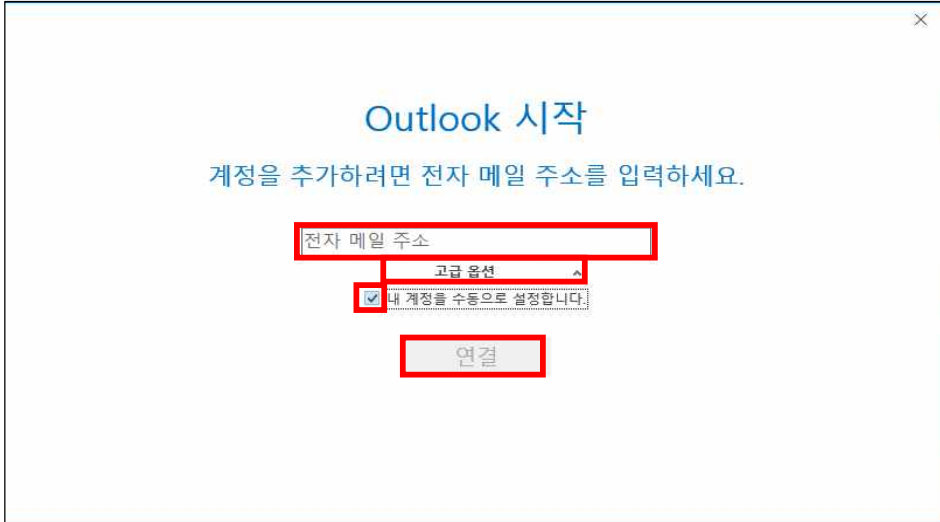 Outlook 시작
계정을 추가하려면 전자 메일 주소를 입력하세요.
전자 메일 주소
고급 옵션
내 계정을 수동으로 설정합니다.
연결